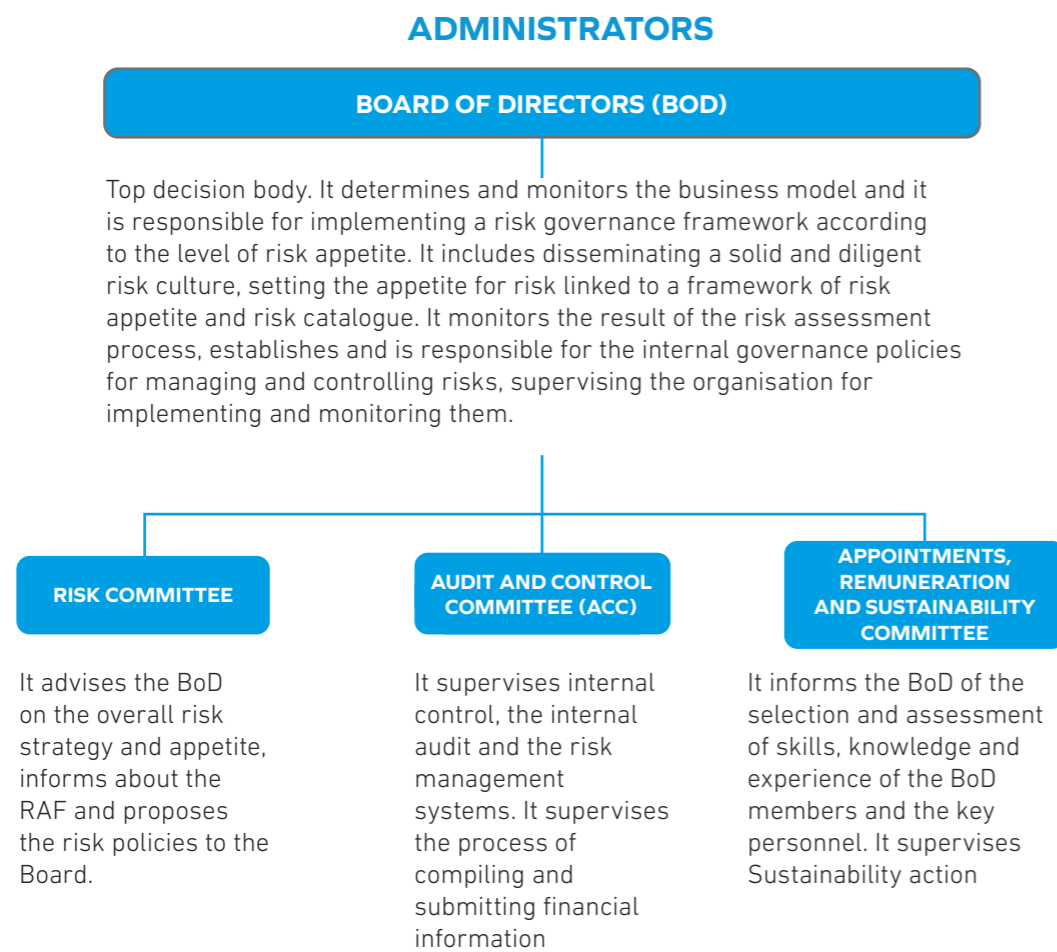 ADMINISTRATORS
BOARD OF DIRECTORS (BOD)
Top decision body. It determines and monitors the business model and it
is responsible for implementing a risk governance framework according
to the level of risk appetite. It includes disseminating a solid and diligent
risk culture, setting the appetite for risk linked to a framework of risk
appetite and risk catalogue. It monitors the result of the risk assessment
process, establishes and is responsible for the internal governance policies
for managing and controlling risks, supervising the organisation for
implementing and monitoring them.
RISK COMMITTEE
It advises the BoD
on the overall risk
strategy and appetite,
informs about the
RAF and proposes
the risk policies to the
Board.
AUDIT AND CONTROL
COMMITTEE (ACC)
It supervises internal
control, the internal
audit and the risk
management
systems. It supervises
the process of
compiling and
submitting financial
information
APPOINTMENTS,
REMUNERATION
AND SUSTAINABILITY
COMMITTEE
It informs the BoD of the
selection and assessment
of skills, knowledge and
experience of the BoD
members and the key
personnel. It supervises
Sustainability action